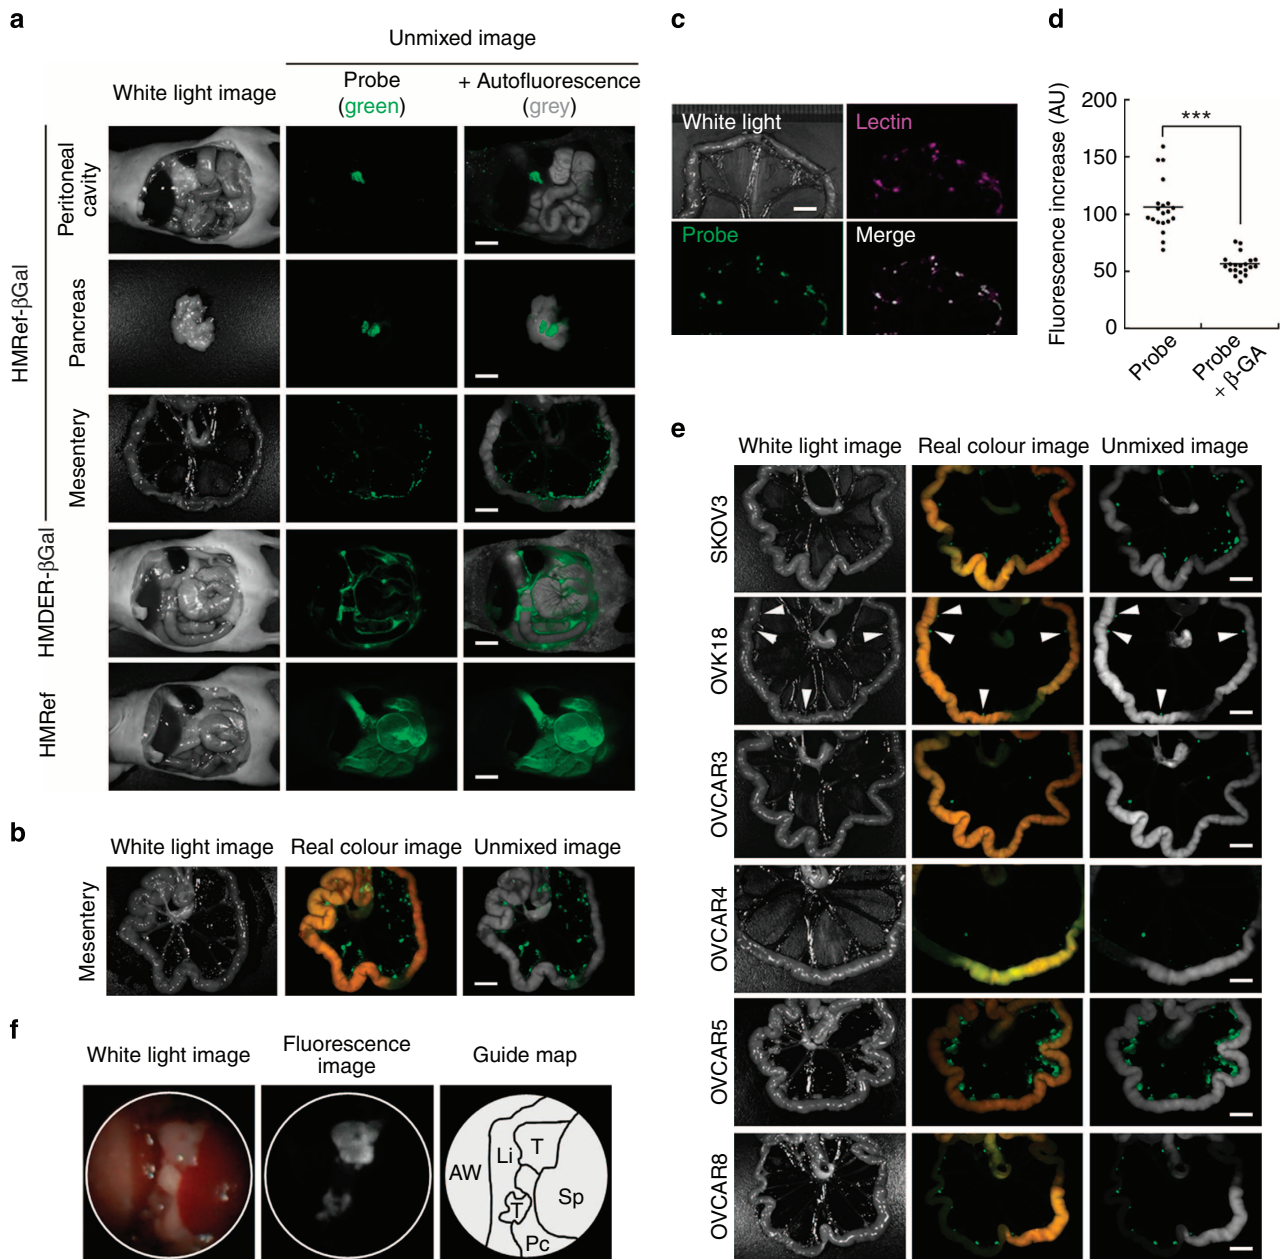 a
Unmixed image
White light image
Probe
(green)
+ Autofluorescence
(grey)
HMRef-βGal
Peritoneal
cavity
Pancreas
Mesentery
HMDER-βGal
HMRef
b
White light image
Real colour image
Unmixed image
Mesentery
f
White light image
Fluorescence
image
Guide map
AW
Li
T
T
Sp
Pc
c
White light
Lectin
Probe
Merge
d
Fluorescence increase (AU)
200
150
100
50
0
***
Probe
Probe
+ β-GA
e
White light image
Real colour image
Unmixed image
SKOV3
OVK18
OVCAR3
OVCAR4
OVCAR5
OVCAR8